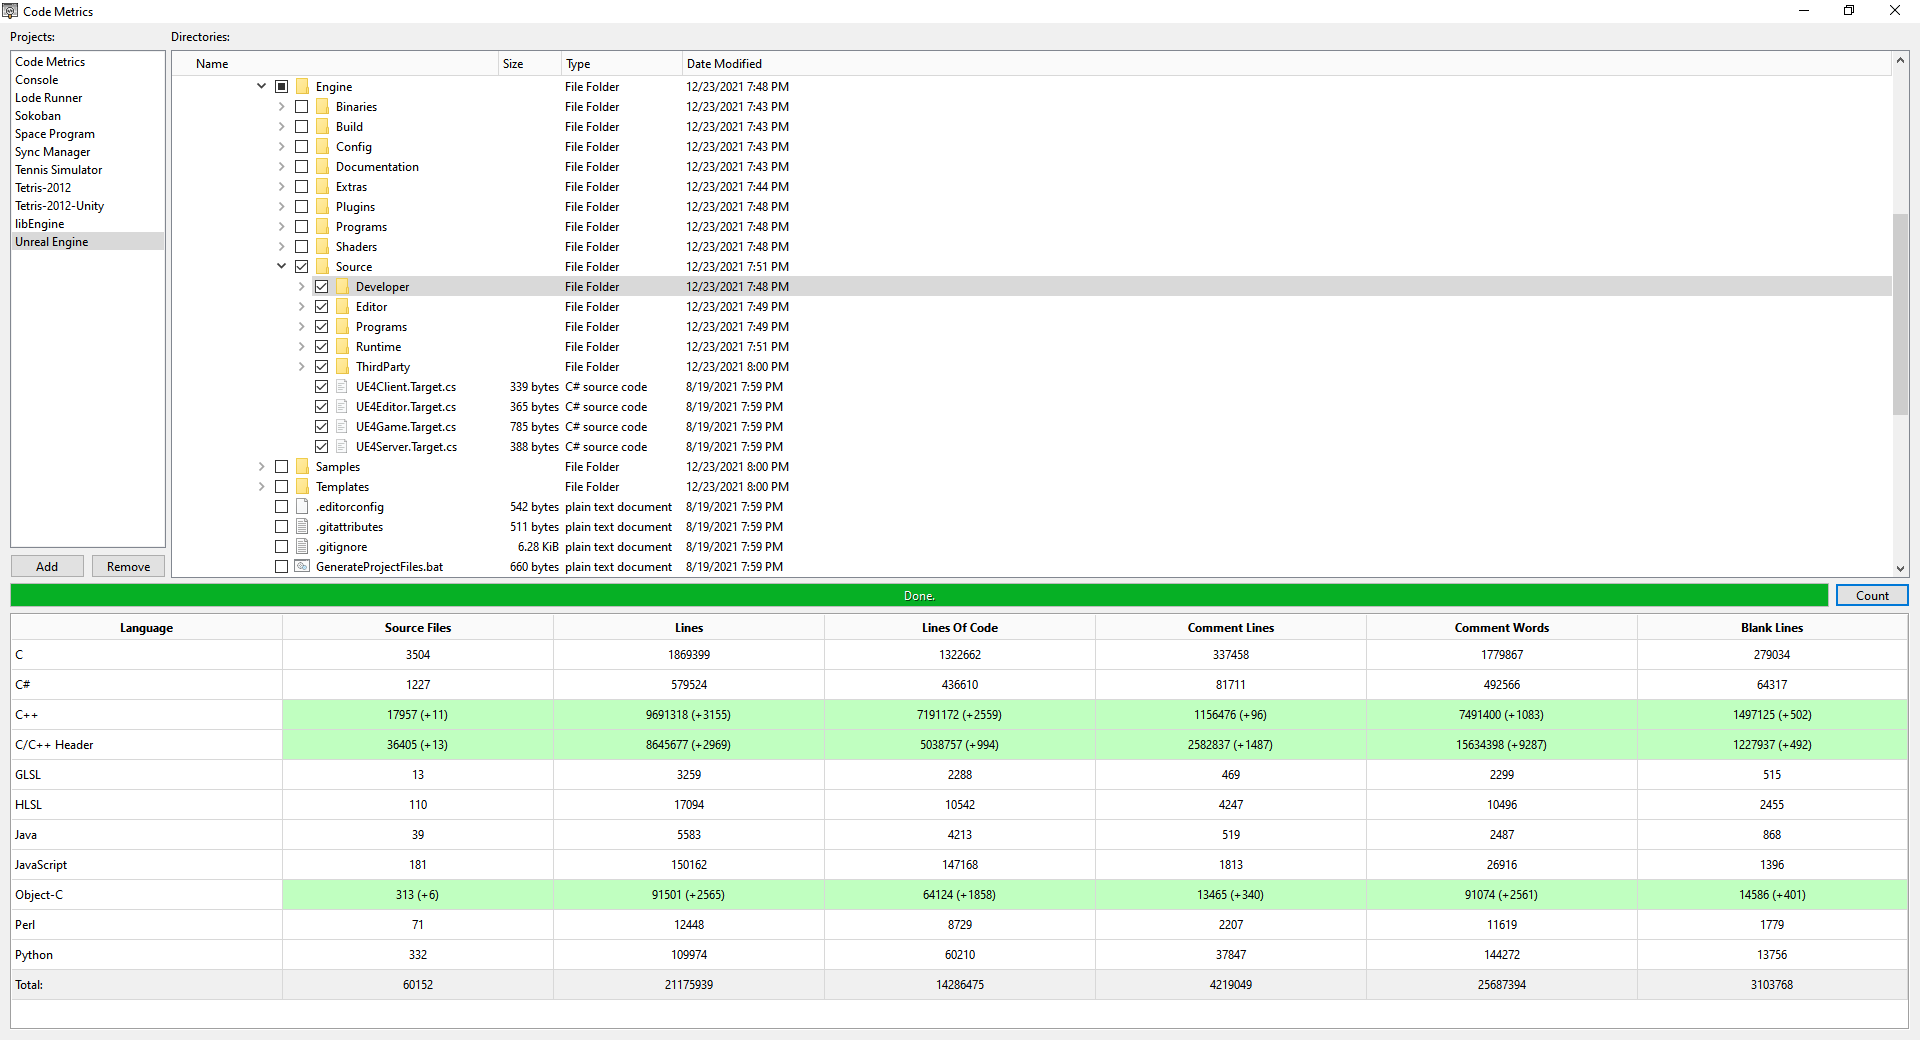 Code Metrics
Projects:
Directories:
Code Metrics
Console
Lode Runner
Sokoban
Space Program
Sync Manager
Tennis Simulator
Tetris-2012
Tetris-2012-Unity
libEngine
Unreal Engine
Add Remove
Name Size Type Date Modified
Engine File Folder 12/23/2021 7:48 PM
Binaries File Folder 12/23/2021 7:43 PM
Build File Folder 12/23/2021 7:43 PM
Config File Folder 12/23/2021 7:43 PM
Documentation File Folder 12/23/2021 7:43 PM
Extras File Folder 12/23/2021 7:44 PM
Plugins File Folder 12/23/2021 7:48 PM
Programs File Folder 12/23/2021 7:48 PM
Shaders File Folder 12/23/2021 7:48 PM
Source File Folder 12/23/2021 7:51 PM
Developer File Folder 12/23/2021 7:48 PM
Editor File Folder 12/23/2021 7:49 PM
Programs File Folder 12/23/2021 7:49 PM
Runtime File Folder 12/23/2021 7:51 PM
ThirdParty File Folder 12/23/2021 8:00 PM
UE4Client.Target.cs 339 bytes C# source code 8/19/2021 7:59 PM
UE4Editor.Target.cs 365 bytes C# source code 8/19/2021 7:59 PM
UE4Game.Target.cs 785 bytes C# source code 8/19/2021 7:59 PM
UE4Server.Target.cs 388 bytes C# source code 8/19/2021 7:59 PM
Samples File Folder 12/23/2021 8:00 PM
Templates File Folder 12/23/2021 8:00 PM
.editorconfig 542 bytes plain text document 8/19/2021 7:59 PM
.gitattributes 511 bytes plain text document 8/19/2021 7:59 PM
.gitignore 6.28 KiB plain text document 8/19/2021 7:59 PM
GenerateProjectFiles.bat 660 bytes plain text document 8/19/2021 7:59 PM
Done. Count
Language Source Files Lines Lines Of Code Comment Lines Comment Words Blank Lines
C 3504 1869399 1322662 337458 1779867 279034
C# 1227 579524 436610 81711 492566 64317
C++ 17957 (+11) 9691318 (+3155) 7191172 (+2559) 1156476 (+96) 7491400 (+1083) 1497125 (+502)
C/C++ Header 36405 (+13) 8645677 (+2969) 5038757 (+994) 2582837 (+1487) 15634398 (+9287) 1227937 (+492)
GLSL 13 3259 2288 469 2299 515
HLSL 110 17094 10542 4247 10496 2455
Java 39 5583 4213 519 2487 868
JavaScript 181 150162 147168 1813 26916 1396
Object-C 313 (+6) 91501 (+2565) 64124 (+1858) 13465 (+340) 91074 (+2561) 14586 (+401)
Perl 71 12448 8729 2207 11619 1779
Python 332 109974 60210 37847 144272 13756
Total: 60152 21175939 14286475 4219049 25687394 3103768